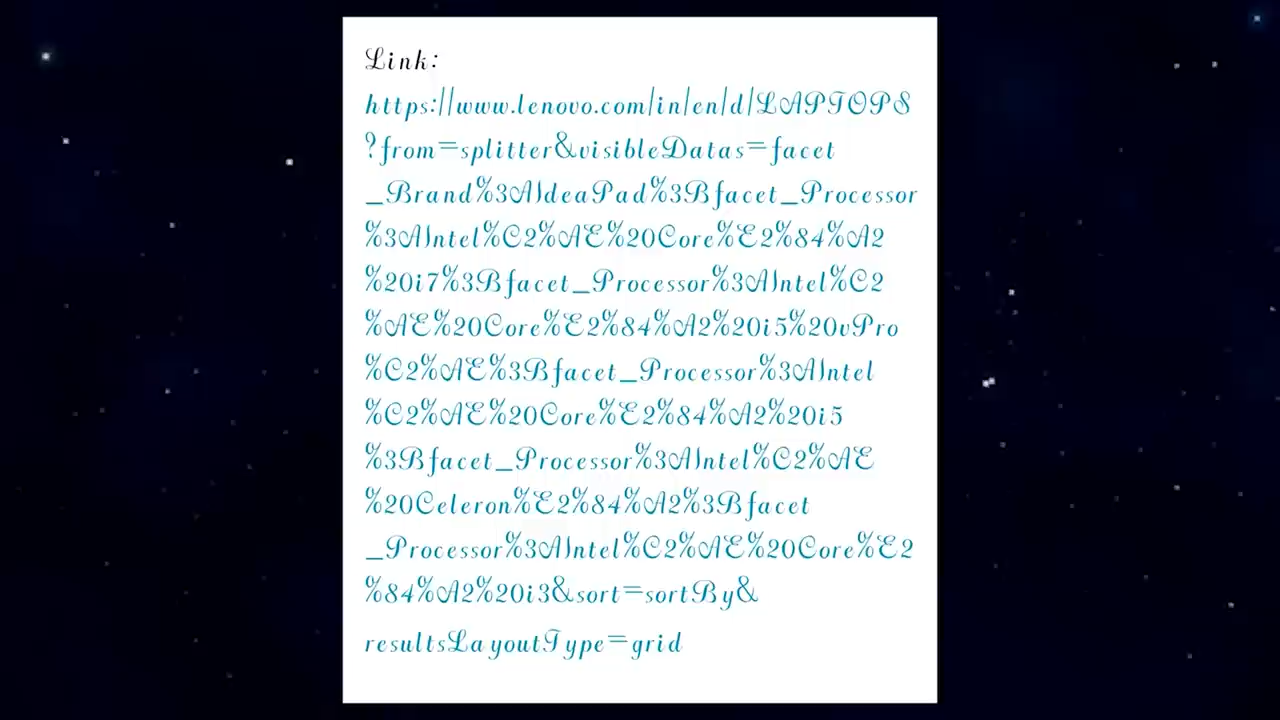 Link:
https://www.lenovo.com/in/en/d/LAPTOPS
?from=splitter&visibleDatas=facet
_Brand%3AIdeaPad%3Bfacet_Processor
%3AIntel%C2%AE%20Core%E2%84%A2
%20i7%3Bfacet_Processor%3AIntel%C2
%AE%20Core%E2%84%A2%20i5%20vPro
%C2%AE%3Bfacet_Processor%3AIntel
%C2%AE%20Core%E2%84%A2%20i5
%3Bfacet_Processor%3AIntel%C2%AE
%20Celeron%E2%84%A2%3Bfacet
_Processor%3AIntel%C2%AE%20Core%E2
%84%A2%20i3&sort=sortBy&
resultsLayoutType=grid